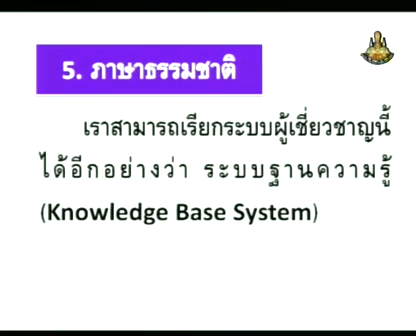 5. ภาษาธรรมชาติ
เราสามารถเรียกระบบผู้เชี่ยวชาญนี้
ได้อีกอย่างว่า ระบบฐานความรู้
(Knowledge Base System)